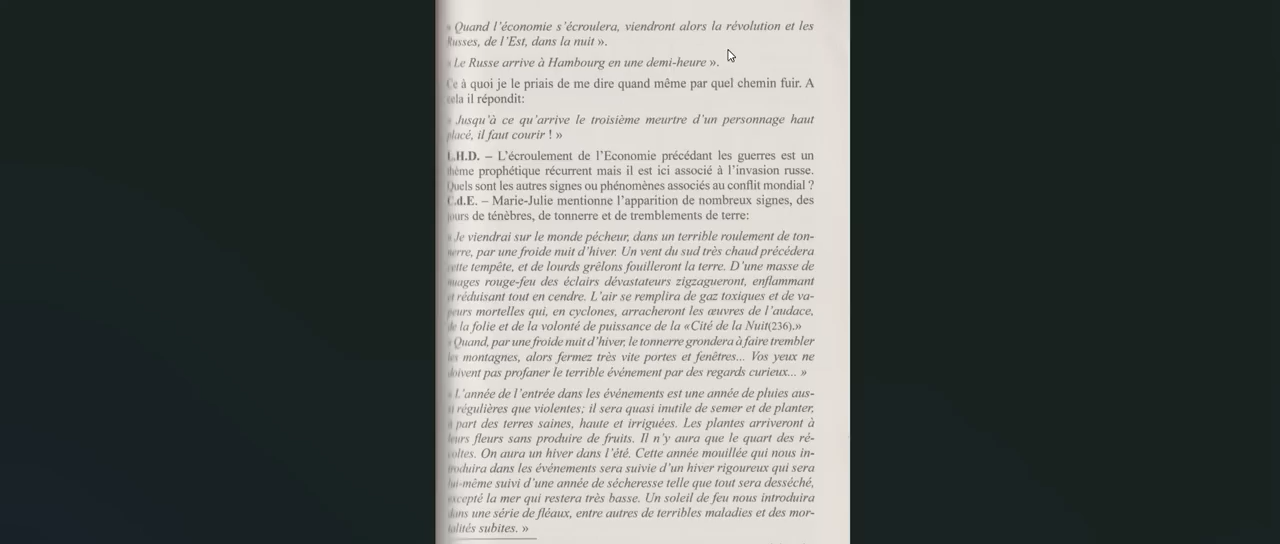 « Quand l’économie s’écroulera, viendront alors la révolution et les
Russes, de l’Est, dans la nuit ».
« Le Russe arrive à Hambourg en une demi-heure ».
Ce à quoi je le priais de me dire quand même par quel chemin fuir. A
cela il répondit:
« Jusqu’à ce qu’arrive le troisième meurtre d’un personnage haut
placé, il faut courir ! »
L.H.D. – L’écroulement de l’Economie précédant les guerres est un
thème prophétique récurrent mais il est ici associé à l’invasion russe.
Quels sont les autres signes ou phénomènes associés au conflit mondial ?
C.d.E. – Marie-Julie mentionne l’apparition de nombreux signes, des
jours de ténèbres, de tonnerre et de tremblements de terre:
« Je viendrai sur le monde pécheur, dans un terrible roulement de ton-
nerre, par une froide nuit d’hiver. Un vent du sud très chaud précédera
cette tempête, et de lourds grêlons fouilleront la terre. D’une masse de
nuages rouge-feu des éclairs dévastateurs zigzagueront, enflammant
et réduisant tout en cendre. L’air se remplira de gaz toxiques et de va-
peurs mortelles qui, en cyclones, arracheront les œuvres de l’audace,
de la folie et de la volonté de puissance de la «Cité de la Nuit(236).»
« Quand, par une froide nuit d’hiver, le tonnerre grondera à faire trembler
les montagnes, alors fermez très vite portes et fenêtres... Vos yeux ne
doivent pas profaner le terrible événement par des regards curieux... »
« L’année de l’entrée dans les événements est une année de pluies aus-
si régulières que violentes; il sera quasi inutile de semer et de planter,
à part des terres saines, haute et irriguées. Les plantes arriveront à
leurs fleurs sans produire de fruits. Il n’y aura que le quart des ré-
coltes. On aura un hiver dans l’été. Cette année mouillée qui nous in-
troduira dans les événements sera suivie d’un hiver rigoureux qui sera
lui-même suivi d’une année de sécheresse telle que tout sera desséché,
excepté la mer qui restera très basse. Un soleil de feu nous introduira
dans une série de fléaux, entre autres de terribles maladies et des mor-
talités subites. »